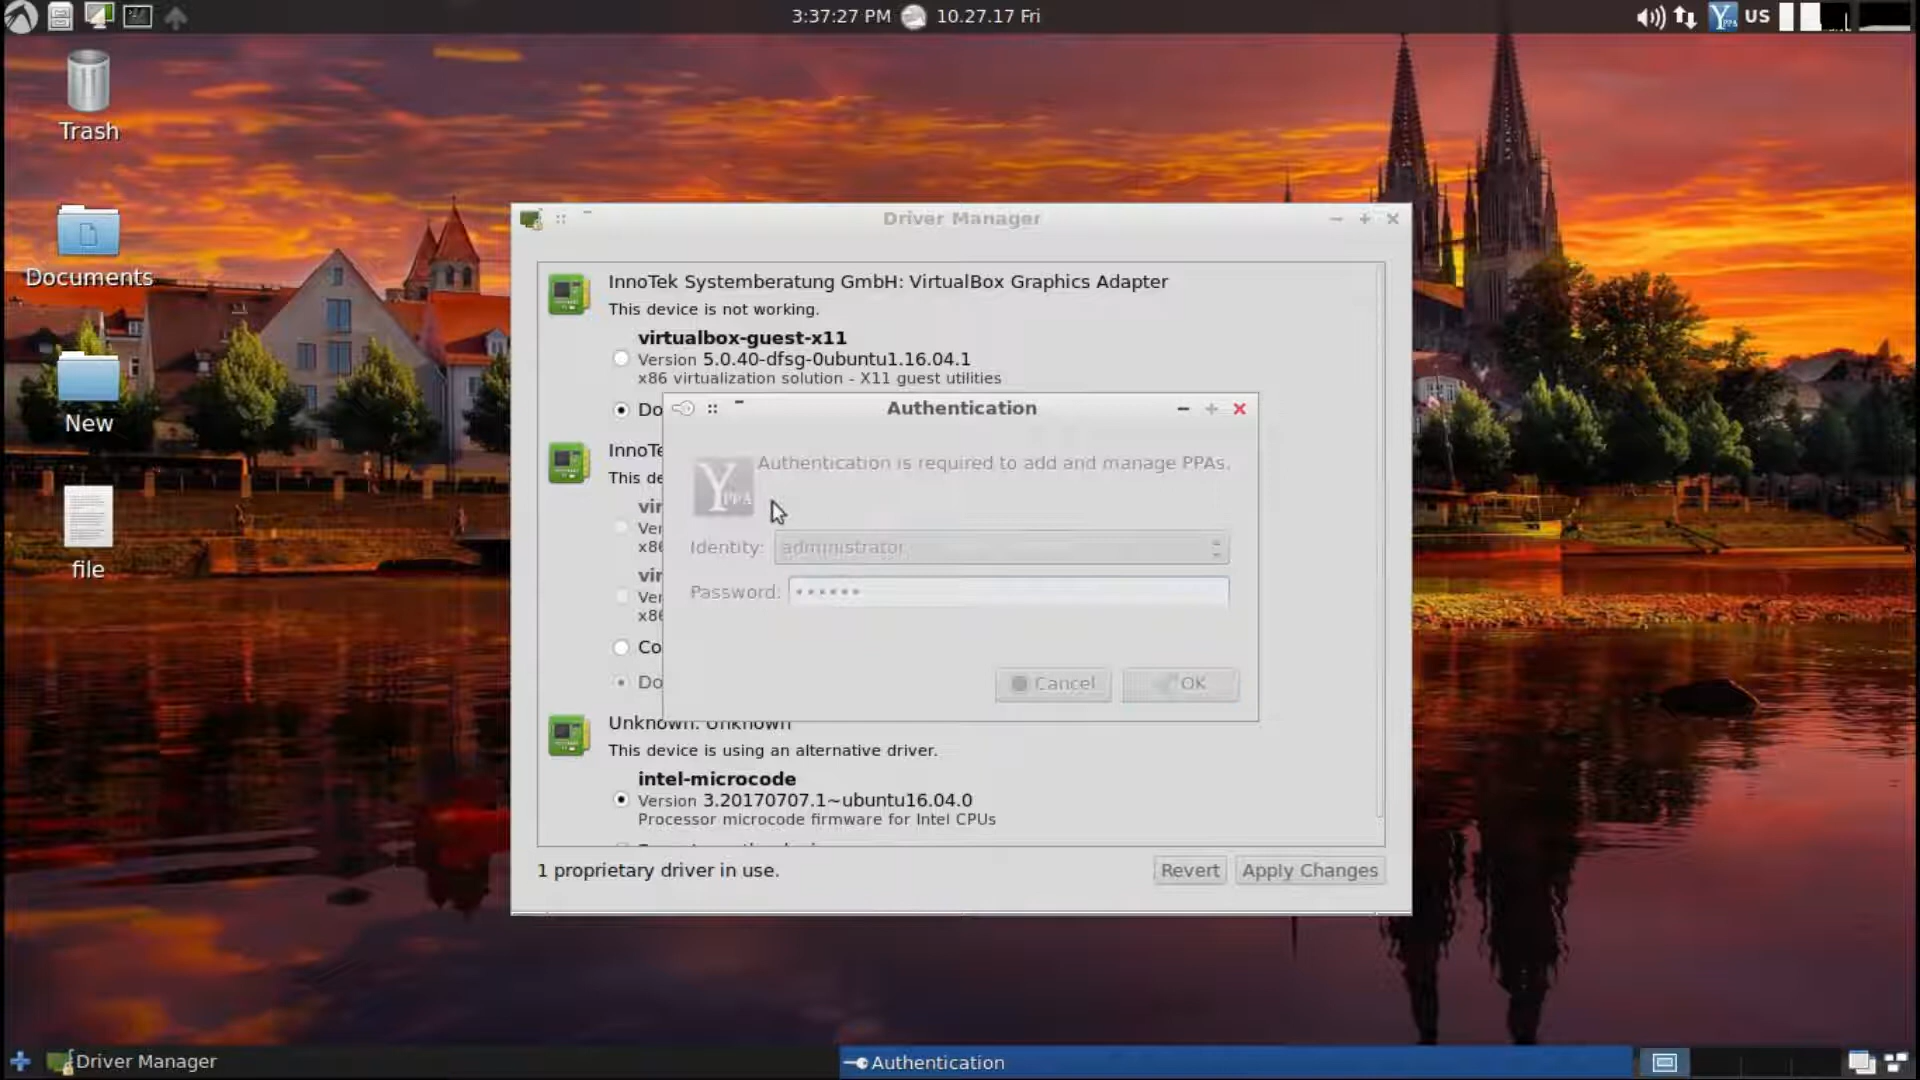 3:37:27 PM 10.27.17 Fri
Y PPA US
Trash
Documents
New
file
Driver Manager
InnoTek Systemberatung GmbH: VirtualBox Graphics Adapter
This device is not working.
virtualbox-guest-x11
Version 5.0.40-dfsg-0ubuntu1.16.04.1
x86 virtualization solution - X11 guest utilities
Do
InnoTe
This de
vir
Ver
x86
vir
Ver
x86
Co
Do
Authentication
Authentication is required to add and manage PPAs.
Y PPA
Identity: administrator
Password: ••••••
Cancel OK
Unknown: Unknown
This device is using an alternative driver.
intel-microcode
Version 3.20170707.1~ubuntu16.04.0
Processor microcode firmware for Intel CPUs
1 proprietary driver in use.
Revert Apply Changes
Driver Manager
Authentication